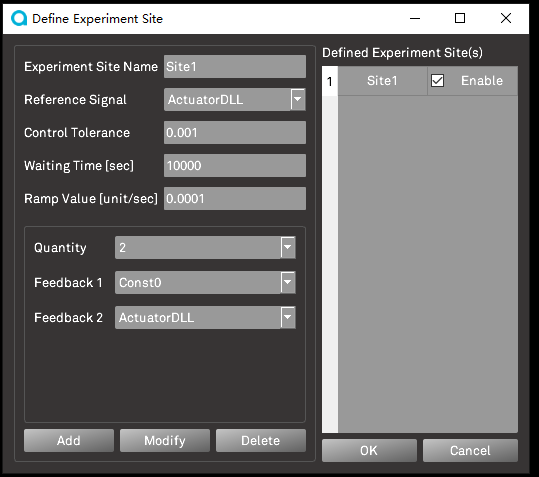 Define Experiment Site
Experiment Site Name Site1
Reference Signal ActuatorDLL
Control Tolerance 0.001
Waiting Time [sec] 10000
Ramp Value [unit/sec] 0.0001
Quantity 2
Feedback 1 Const0
Feedback 2 ActuatorDLL
Add Modify Delete
Defined Experiment Site(s)
1 Site1 Enable
OK Cancel